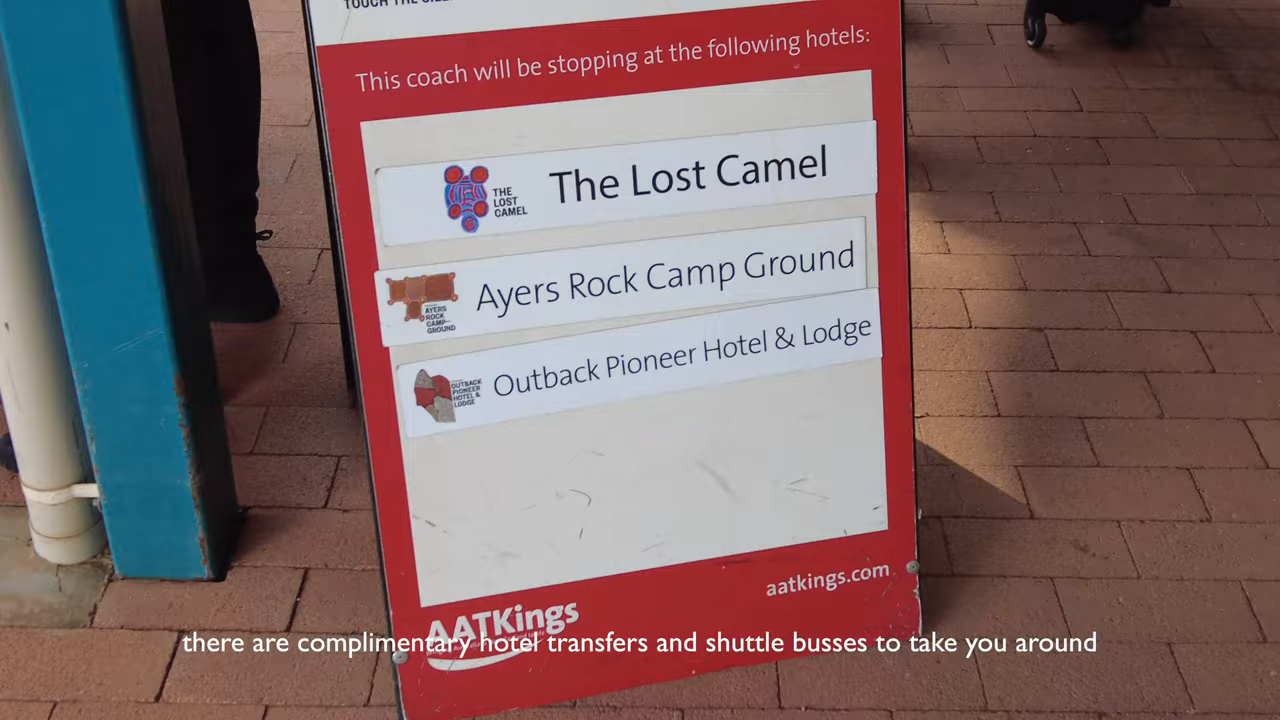 This coach will be stopping at the following hotels:
THE
LOST
CAMEL
The Lost Camel
AYERS
ROCK
CAMP—
GROUND
Ayers Rock Camp Ground
OUTBACK
PIONEER
HOTEL &
LODGE
Outback Pioneer Hotel & Lodge
aatkings.com
AATKings
there are complimentary hotel transfers and shuttle busses to take you around